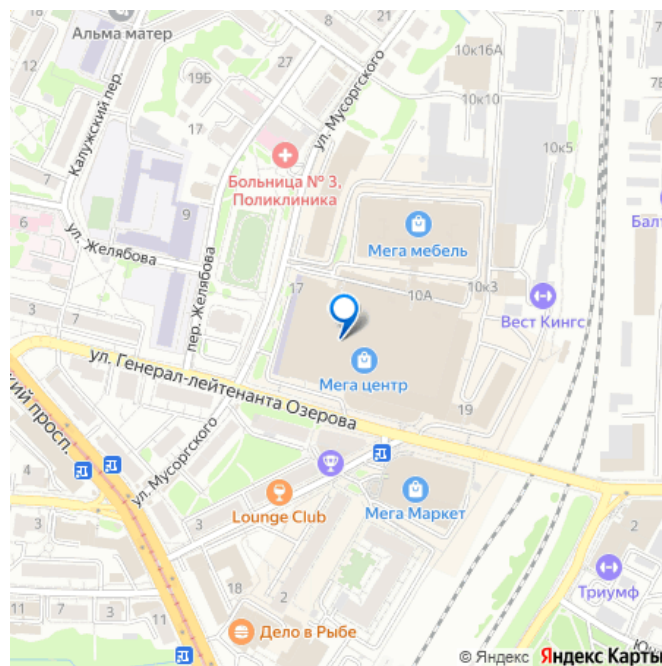 Альма матер
8
21
10к16А
12
19Б
27
ул. Мусоргского
10к10
Калужский пер.
17
10к5
Больница № 3,
Поликлиника
7
9
6
Мега мебель
Балт
ул. Желябова
17
10А
10к3
пер. Желябова
Вест Кингс
3
7
ул. Генерал-лейтенанта Озерова
Мега центр
19
кий просп.
4
ул. Мусоргского
3
Lounge Club
Мега Маркет
2
11
7
3
11
18
Триумф
Дело в Рыбе
© Яндекс Яндекс Карты